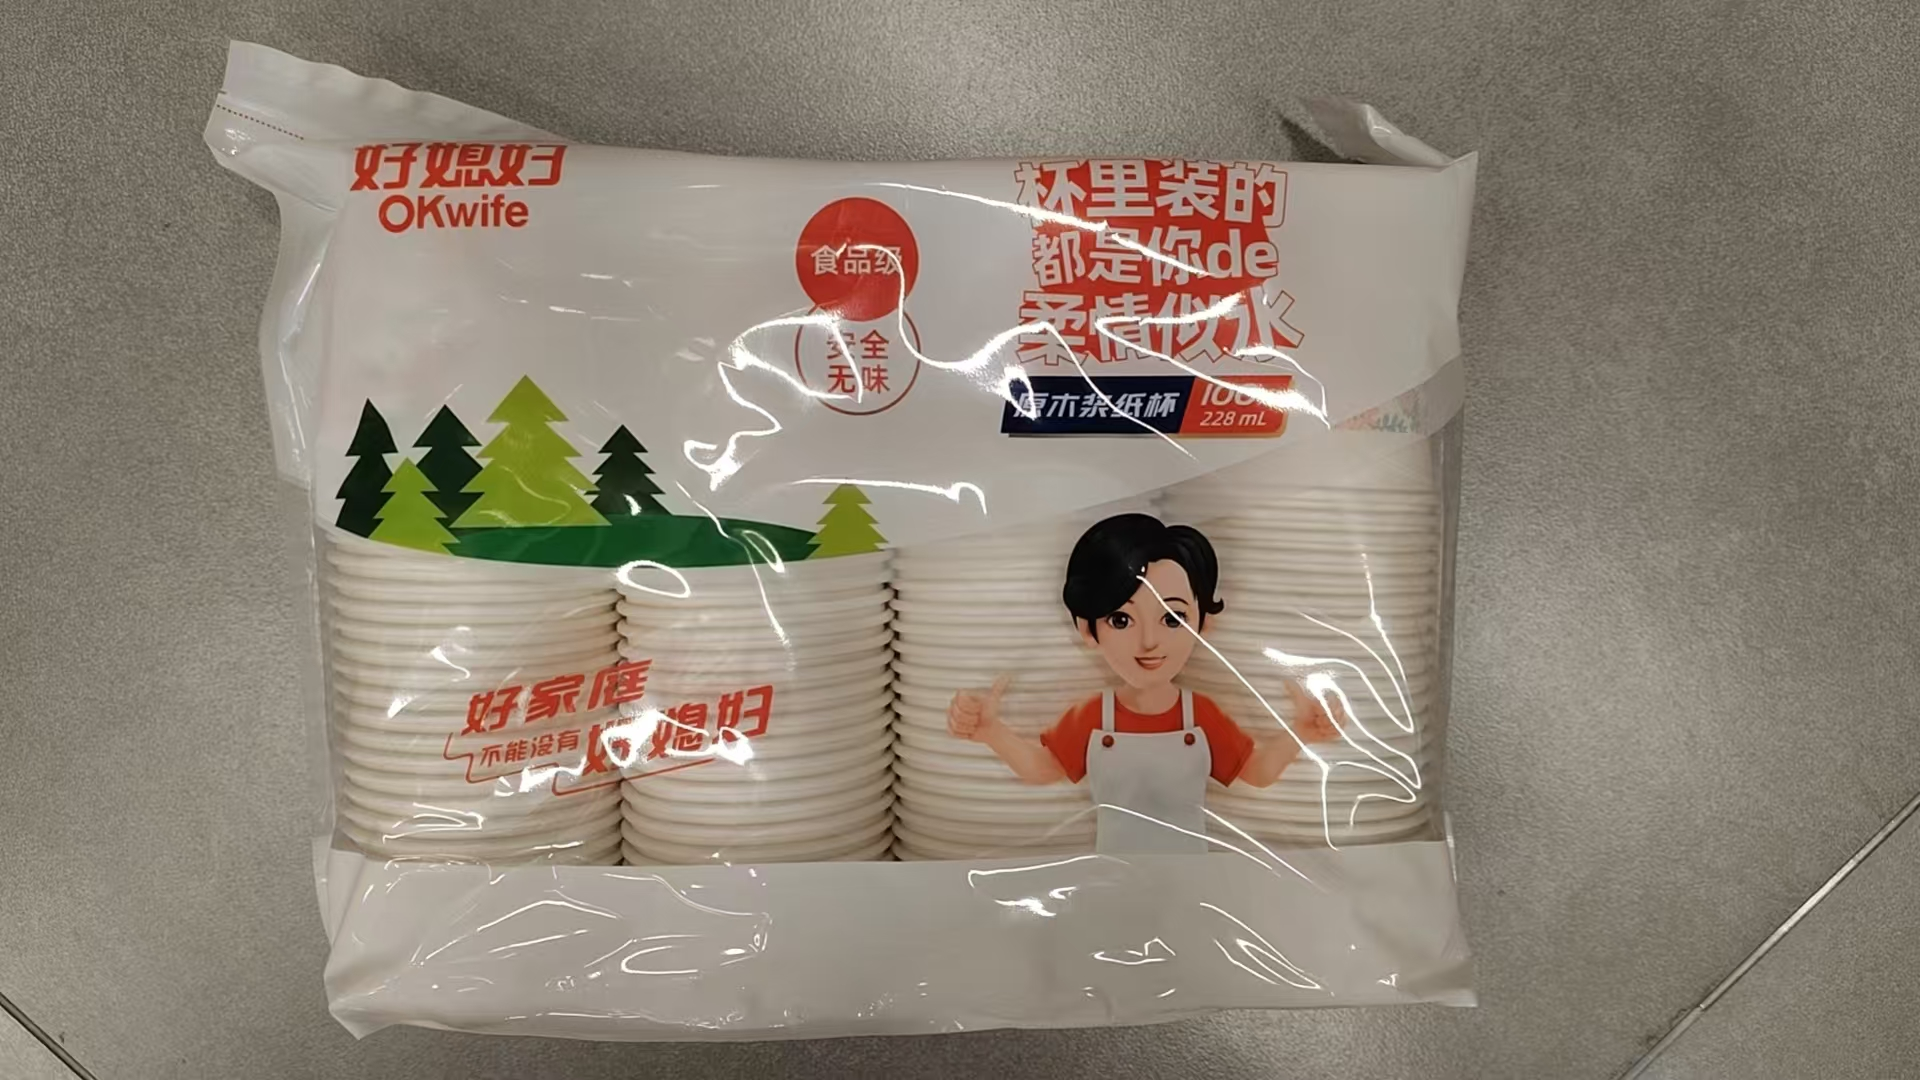 好媳妇
OKwife
食品级
安全
无味
杯里装的
都是你de
柔情似水
原木浆纸杯
228 mL
好家庭
不能没有好媳妇